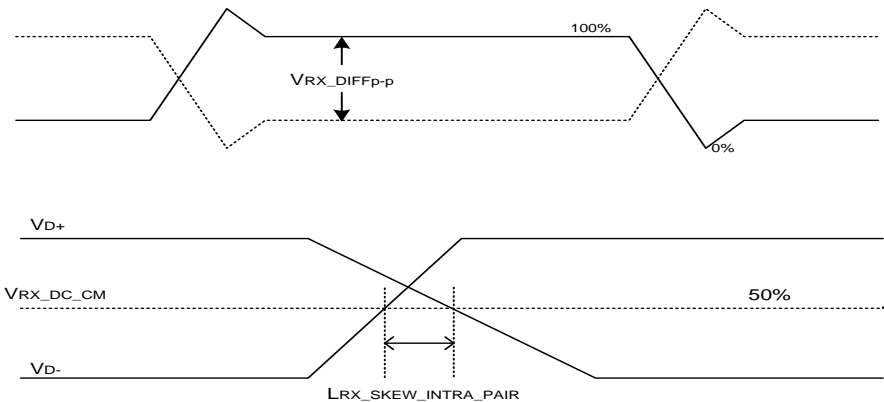 100%
VRX_DIFFp-p
0%
VD+
VRX_DC_CM
50%
VD-
LRX_SKEW_INTRA_PAIR